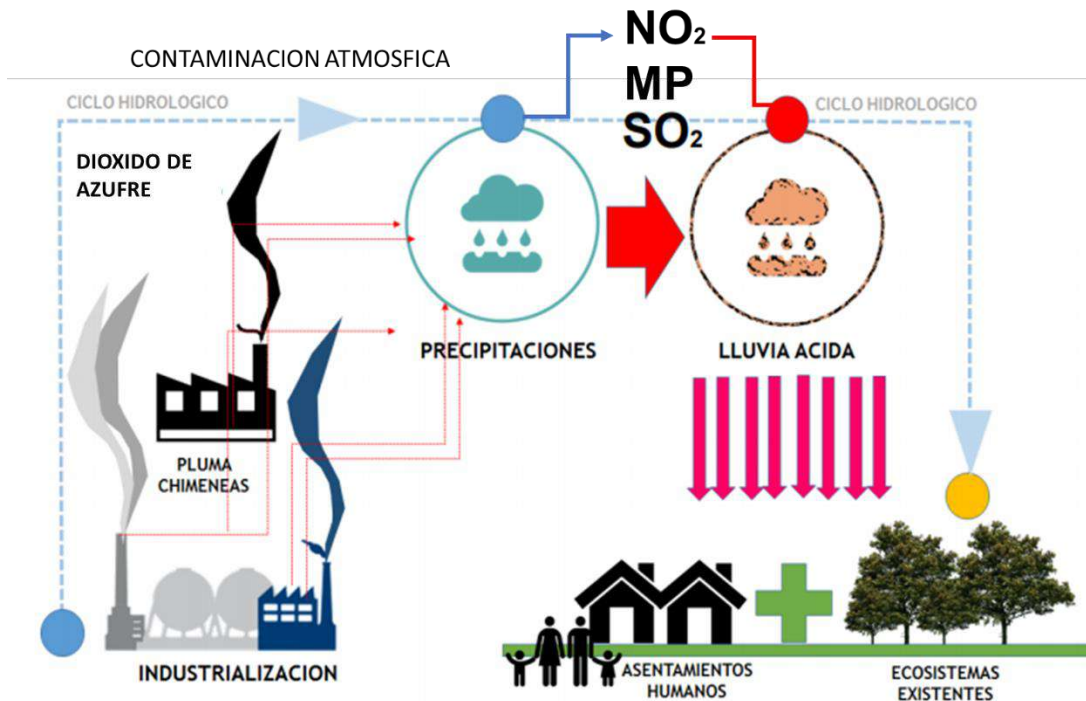 CONTAMINACION ATMOSFICA
NO₂
MP
SO₂
CICLO HIDROLOGICO
CICLO HIDROLOGICO
DIOXIDO DE
AZUFRE
PRECIPITACIONES
LLUVIA ACIDA
PLUMA
CHIMENEAS
INDUSTRIALIZACION
ASENTAMIENTOS
HUMANOS
ECOSISTEMAS
EXISTENTES